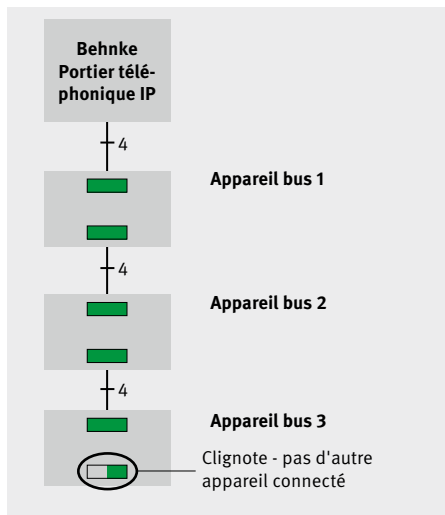 Behnke
Portier télé-
phonique IP
4
Appareil bus 1
4
Appareil bus 2
4
Appareil bus 3
Clignote - pas d'autre
appareil connecté